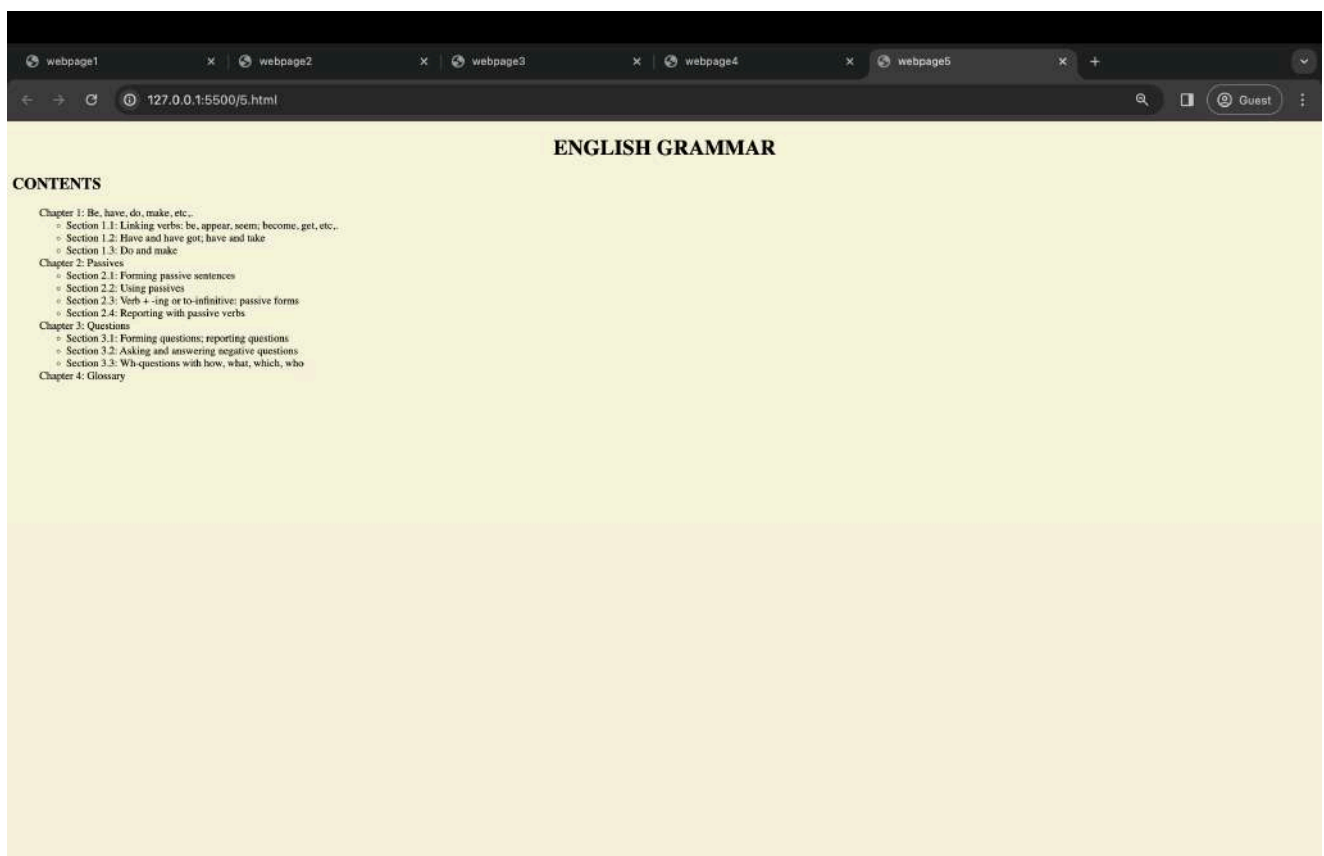 webpage1
webpage2
webpage3
webpage4
webpage5
127.0.0.1:5500/5.html
Guest
ENGLISH GRAMMAR
CONTENTS
Chapter 1: Be, have, do, make, etc,.
Section 1.1: Linking verbs: be, appear, seem; become, get, etc,.
Section 1.2: Have and have got; have and take
Section 1.3: Do and make
Chapter 2: Passives
Section 2.1: Forming passive sentences
Section 2.2: Using passives
Section 2.3: Verb + -ing or to-infinitive: passive forms
Section 2.4: Reporting with passive verbs
Chapter 3: Questions
Section 3.1: Forming questions; reporting questions
Section 3.2: Asking and answering negative questions
Section 3.3: Wh-questions with how, what, which, who
Chapter 4: Glossary